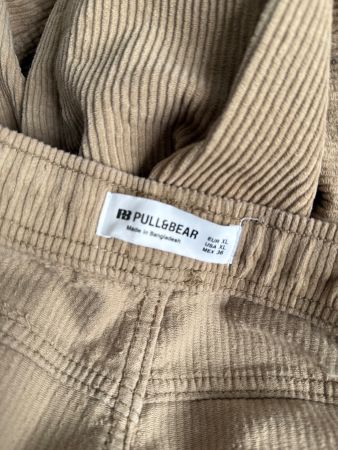 PULL&BEAR
Made in Bangladesh
EUR XL
USA XL
MEX 36